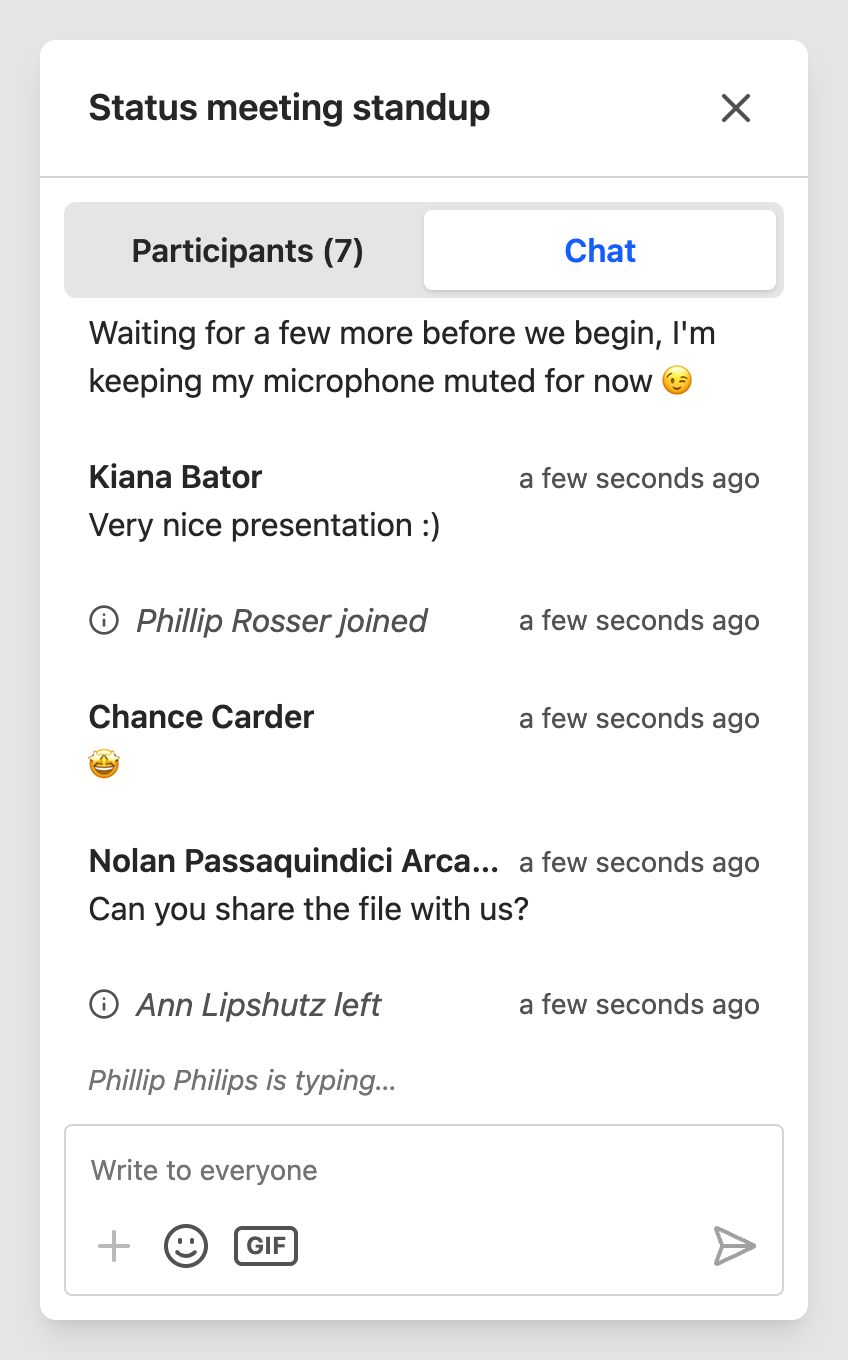 Status meeting standup
Participants (7)
Chat
Waiting for a few more before we begin, I'm
keeping my microphone muted for now 😉
Kiana Bator
a few seconds ago
Very nice presentation :)
Phillip Rosser joined
a few seconds ago
Chance Carder
a few seconds ago
🤩
Nolan Passaquindici Arca...
a few seconds ago
Can you share the file with us?
Ann Lipshutz left
a few seconds ago
Phillip Philips is typing...
Write to everyone
GIF